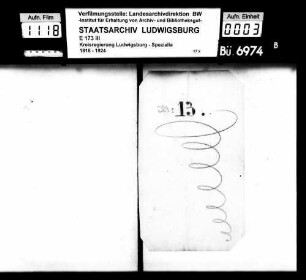 Aufn. Film
1118
Verfilmungsstelle: Landesarchivdirektion BW
-Institut für Erhaltung von Archiv- und Bibliotheksgut-
STAATSARCHIV LUDWIGSBURG
E 173 III
Kreisregierung Ludwigsburg - Spezialia
1818 - 1924
17 x
Aufn. Einheit
0003
Bü. 6974
B
13.